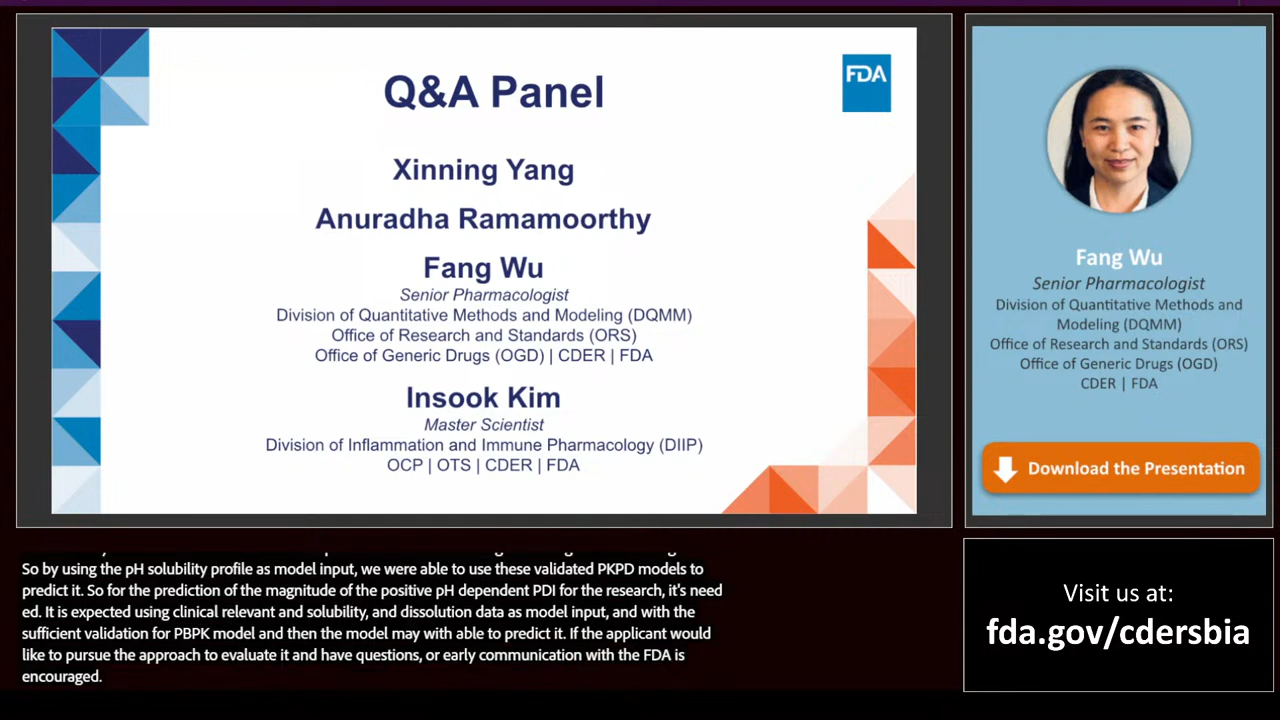 Q&A Panel
FDA
Xinning Yang
Anuradha Ramamoorthy
Fang Wu
Senior Pharmacologist
Division of Quantitative Methods and Modeling (DQMM)
Office of Research and Standards (ORS)
Office of Generic Drugs (OGD) | CDER | FDA
Insook Kim
Master Scientist
Division of Inflammation and Immune Pharmacology (DIIP)
OCP | OTS | CDER | FDA
Fang Wu
Senior Pharmacologist
Division of Quantitative Methods and
Modeling (DQMM)
Office of Research and Standards (ORS)
Office of Generic Drugs (OGD)
CDER | FDA
Download the Presentation
So by using the pH solubility profile as model input, we were able to use these validated PKPD models to
predict it. So for the prediction of the magnitude of the positive pH dependent PDI for the research, it's need
ed. It is expected using clinical relevant and solubility, and dissolution data as model input, and with the
sufficient validation for PBPK model and then the model may with able to predict it. If the applicant would
like to pursue the approach to evaluate it and have questions, or early communication with the FDA is
encouraged.
Visit us at:
fda.gov/cdersbia